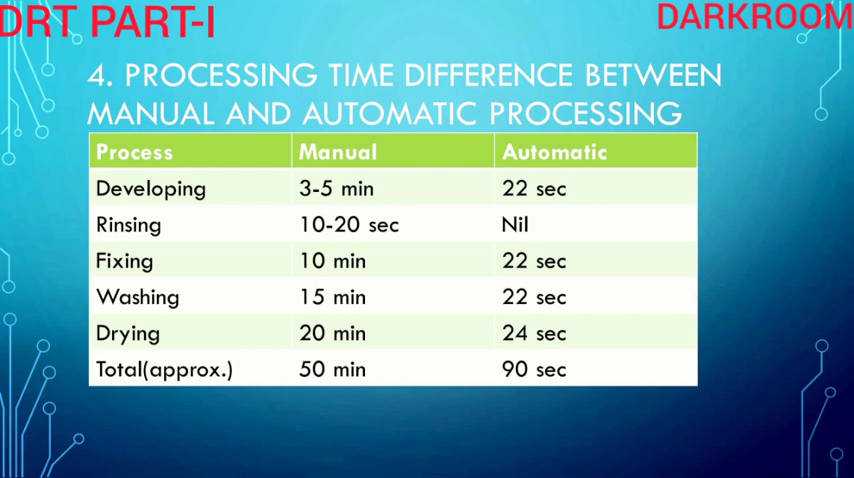 DRT PART-I
DARKROOM
4. PROCESSING TIME DIFFERENCE BETWEEN
MANUAL AND AUTOMATIC PROCESSING
Process Manual Automatic
Developing 3-5 min 22 sec
Rinsing 10-20 sec Nil
Fixing 10 min 22 sec
Washing 15 min 22 sec
Drying 20 min 24 sec
Total(approx.) 50 min 90 sec